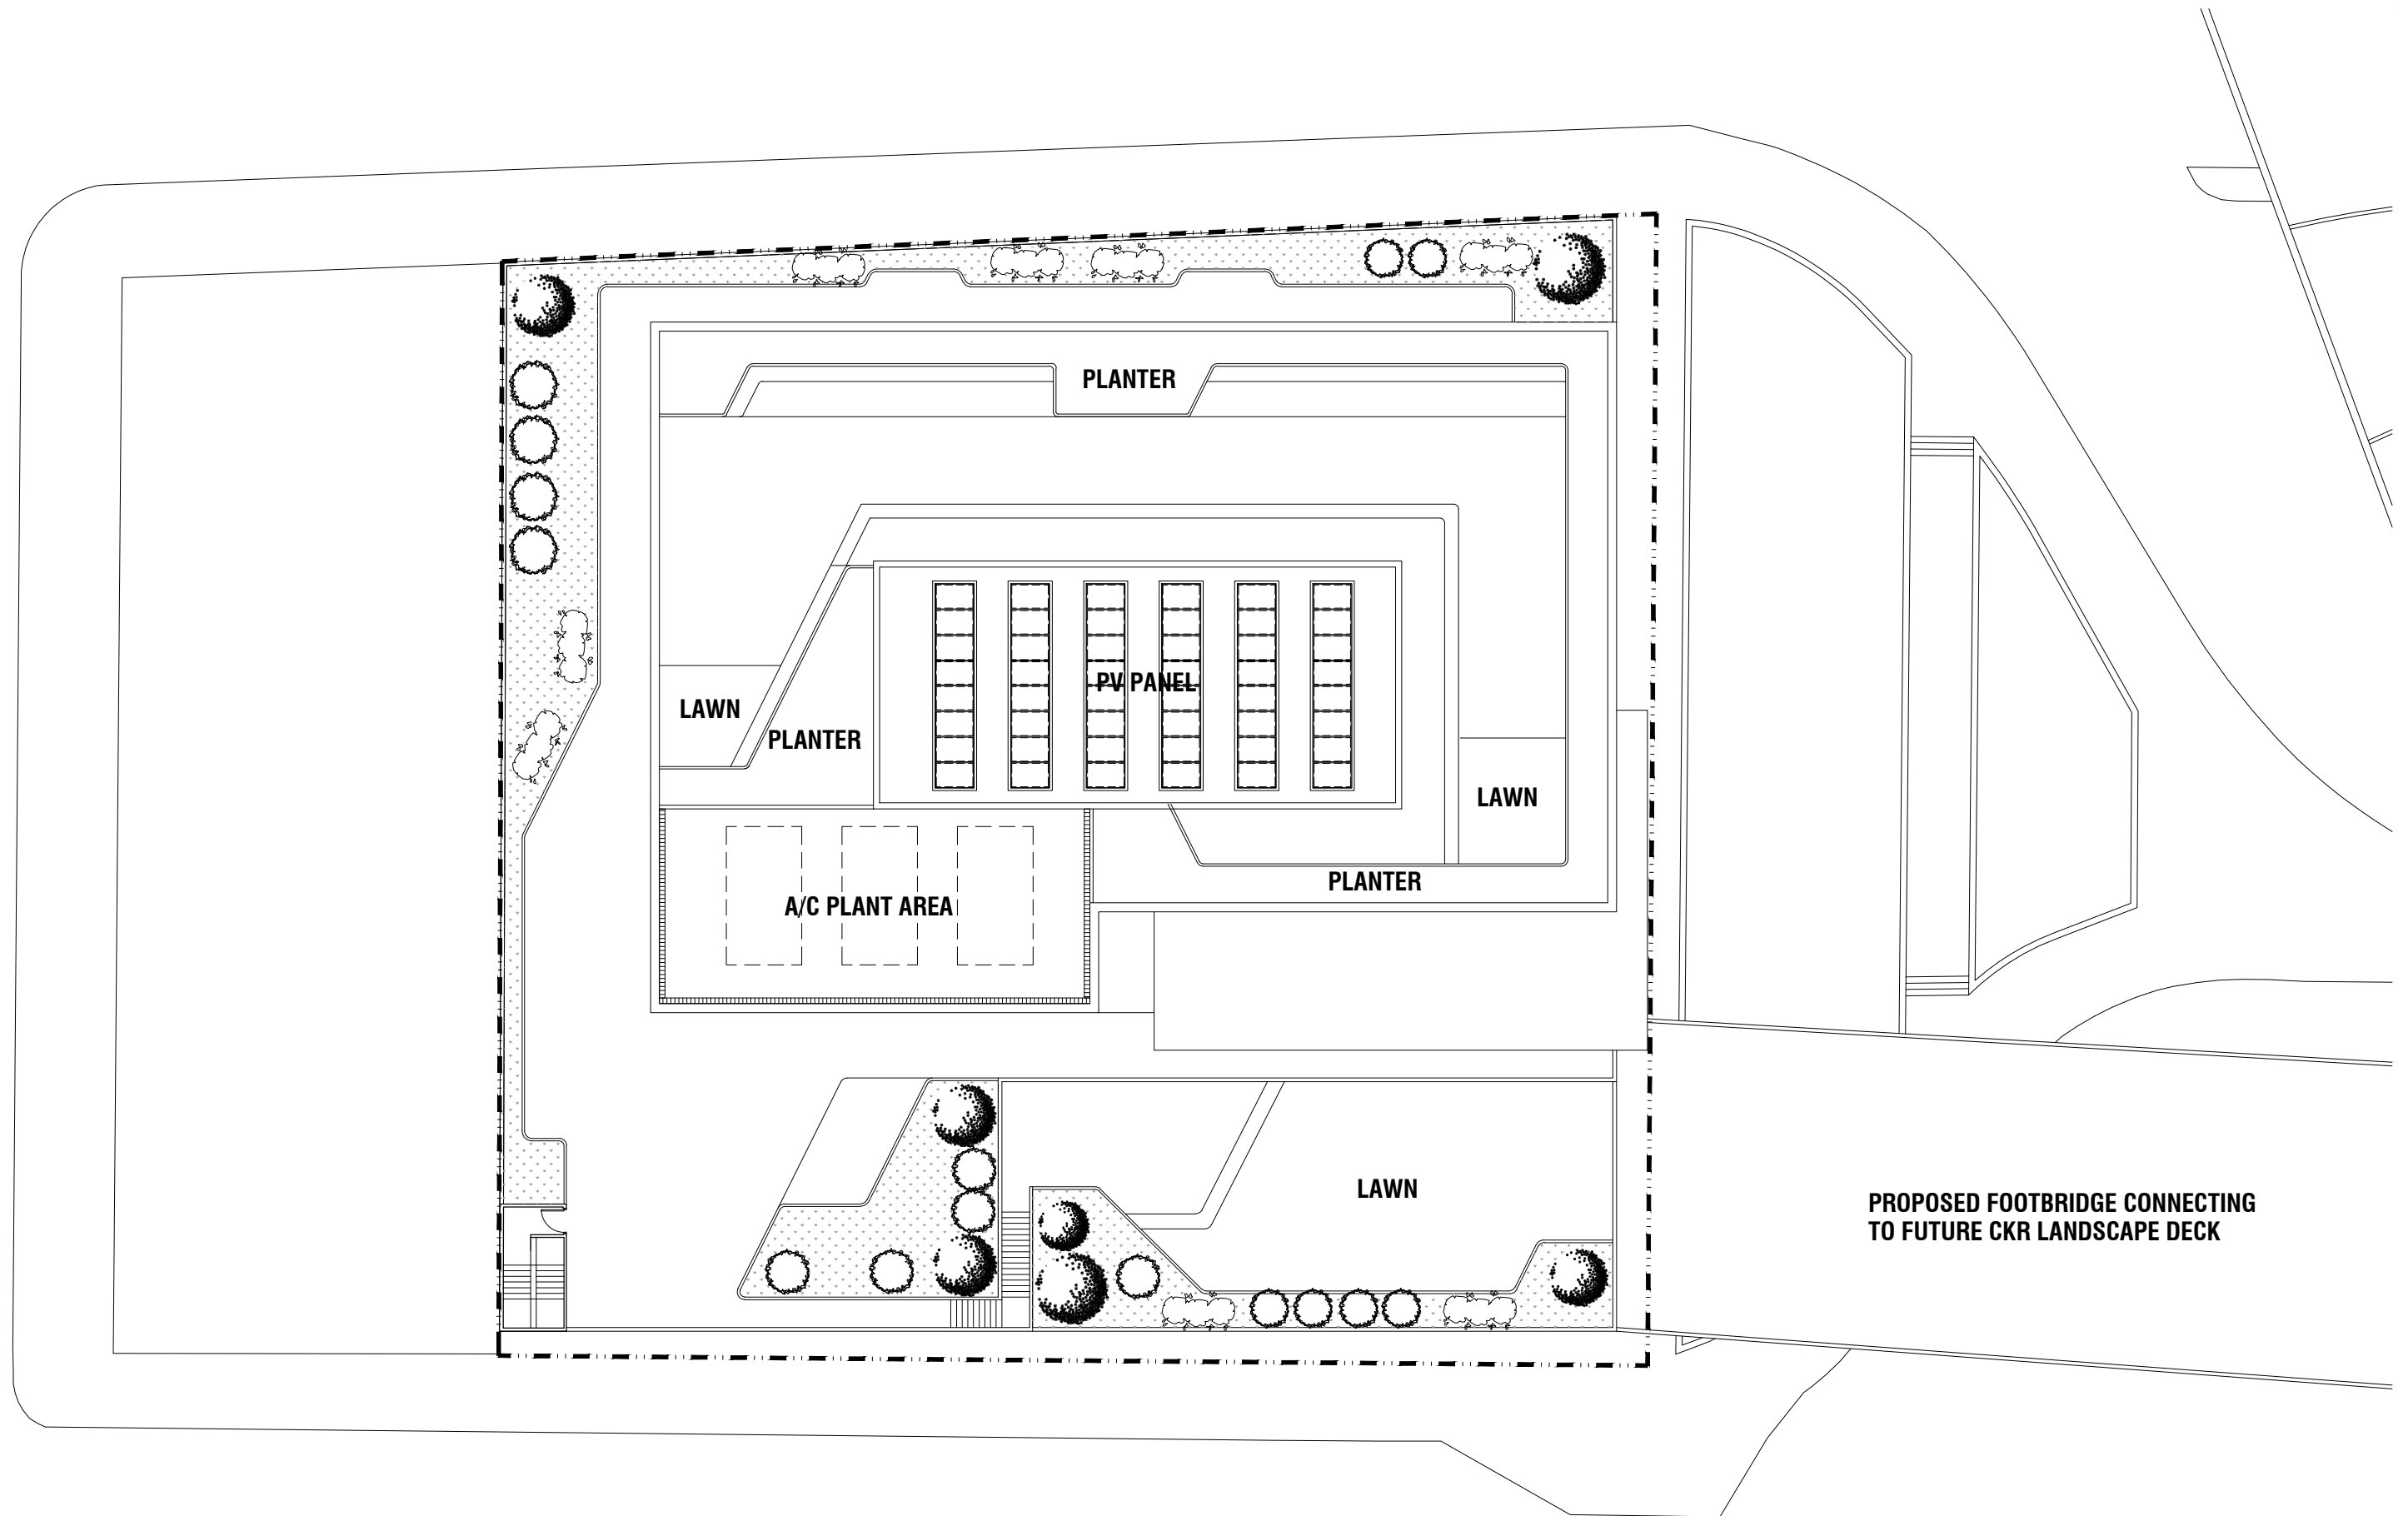 PLANTER
PV PANEL
LAWN
PLANTER
LAWN
PLANTER
A/C PLANT AREA
LAWN
PROPOSED FOOTBRIDGE CONNECTING
TO FUTURE CKR LANDSCAPE DECK